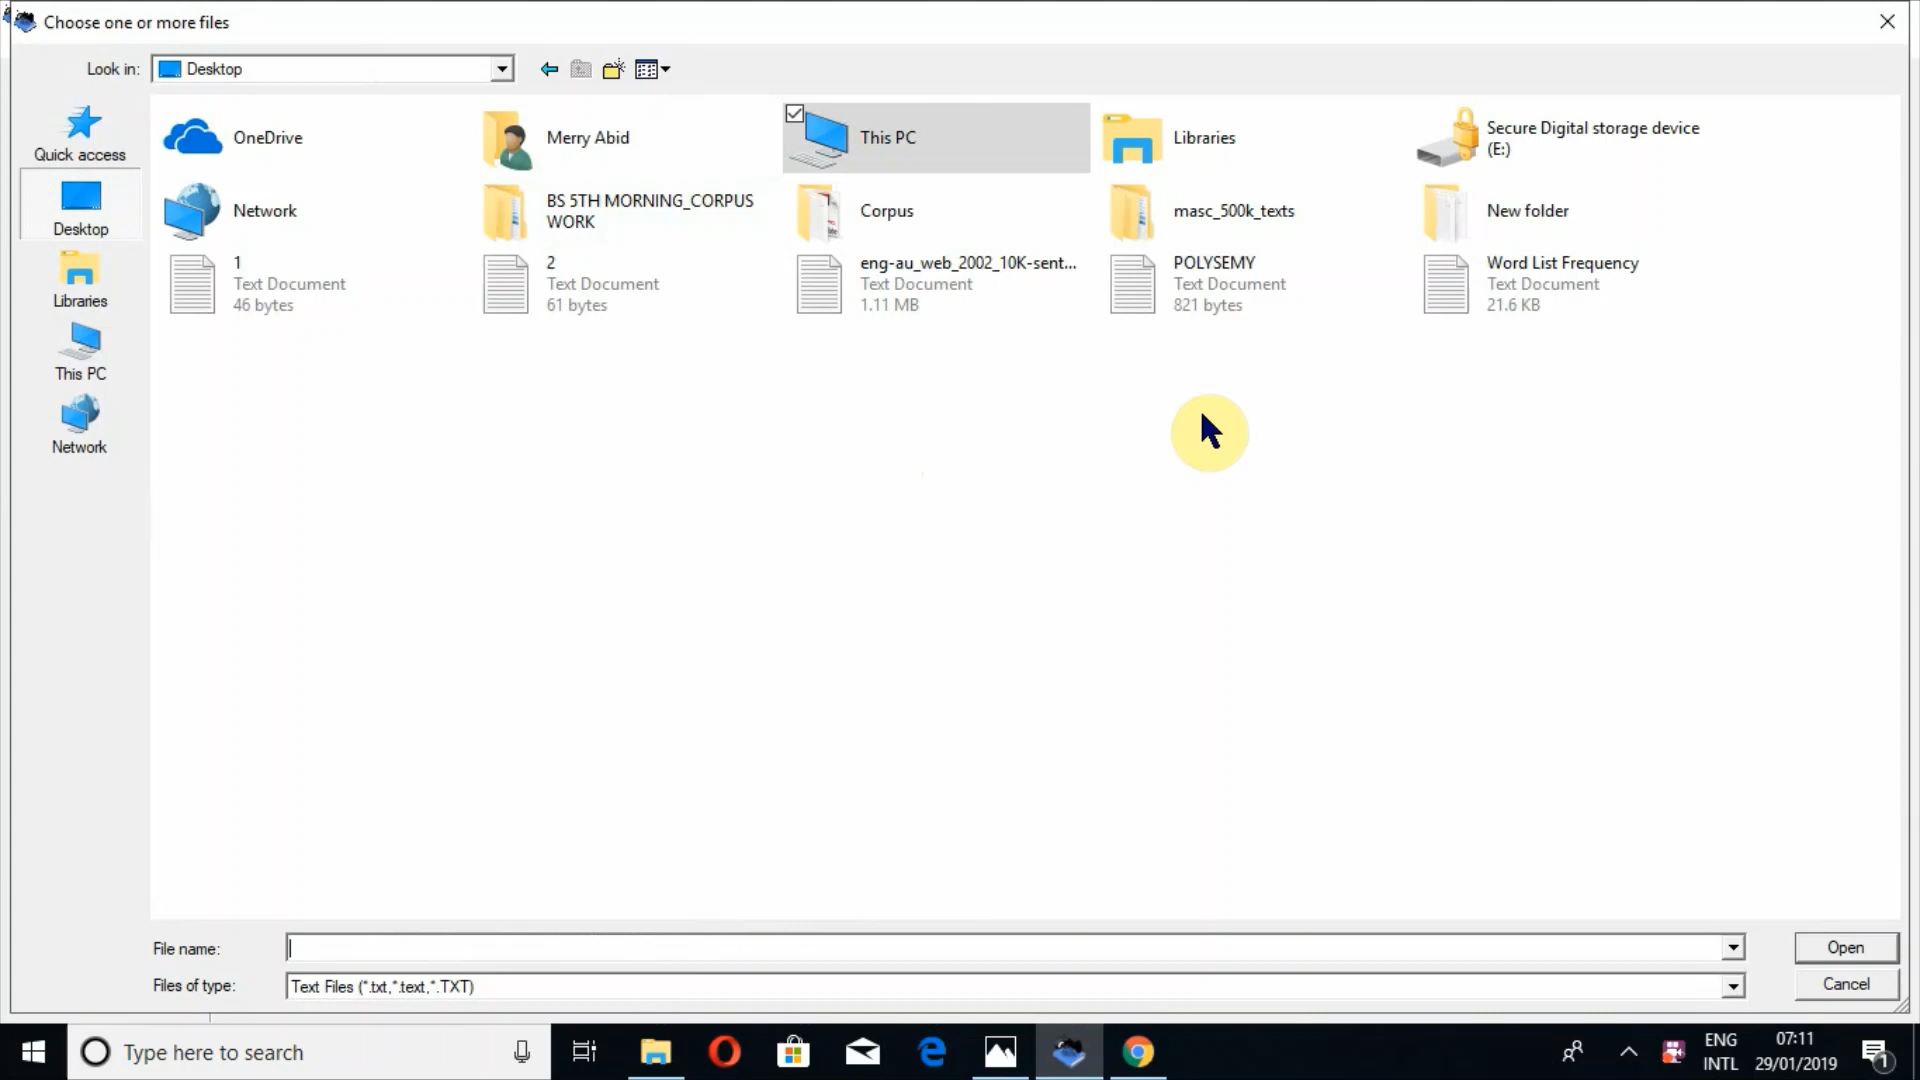 Choose one or more files
Look in:
Desktop
Quick access
Desktop
Libraries
This PC
Network
OneDrive
Merry Abid
This PC
Libraries
Secure Digital storage device
(E:)
Network
BS 5TH MORNING_CORPUS
WORK
Corpus
masc_500k_texts
New folder
1
Text Document
46 bytes
2
Text Document
61 bytes
eng-au_web_2002_10K-sent...
Text Document
1.11 MB
POLYSEMY
Text Document
821 bytes
Word List Frequency
Text Document
21.6 KB
File name:
Open
Files of type:
Text Files (*.txt,*.text,*.TXT)
Cancel
Type here to search
ENG
INTL
07:11
29/01/2019
1